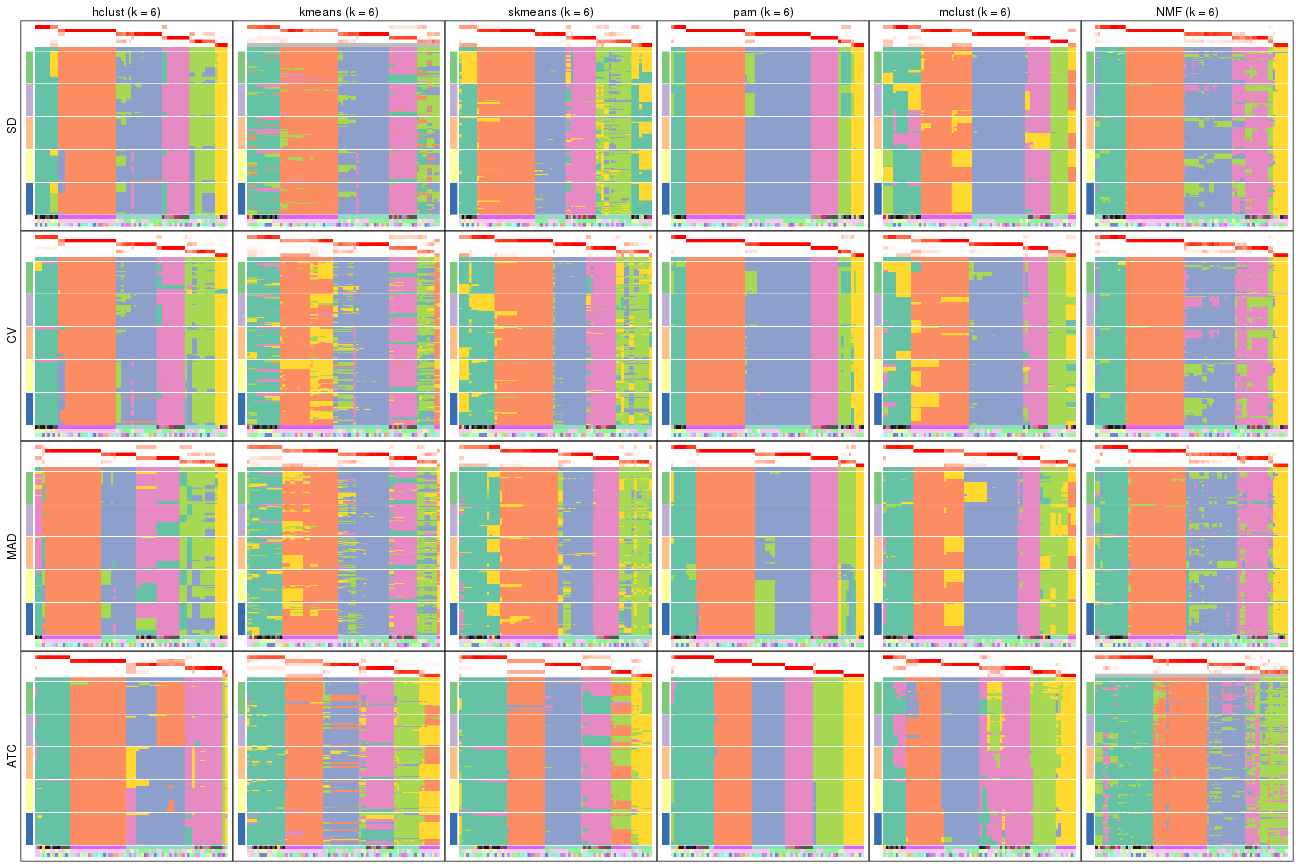 hclust (k = 6)
kmeans (k = 6)
skmeans (k = 6)
pam (k = 6)
mclust (k = 6)
NMF (k = 6)
SD
CV
MAD
ATC